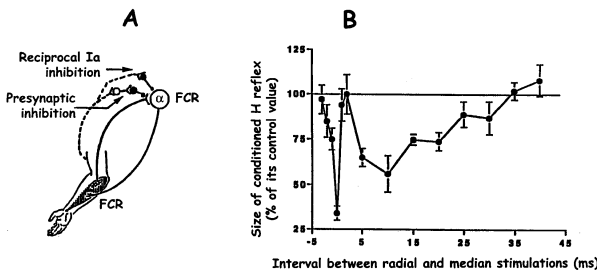 A
B
Reciprocal Ia
inhibition
Presynaptic
inhibition
α
FCR
FCR
Size of conditioned H reflex
(% of its control value)
125
100
75
50
25
-5
5
15
25
35
45
Interval between radial and median stimulations (ms)